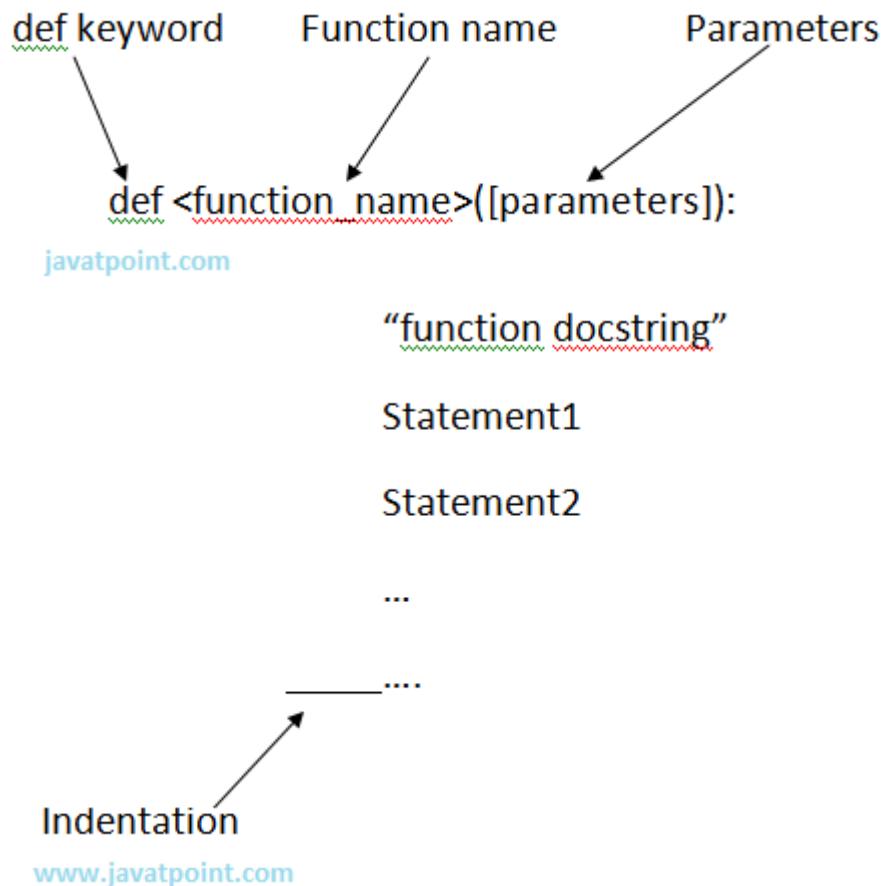 def keyword Function name Parameters
def <function_name>([parameters]):
javatpoint.com
“function docstring”
Statement1
Statement2
...
....
Indentation
www.javatpoint.com